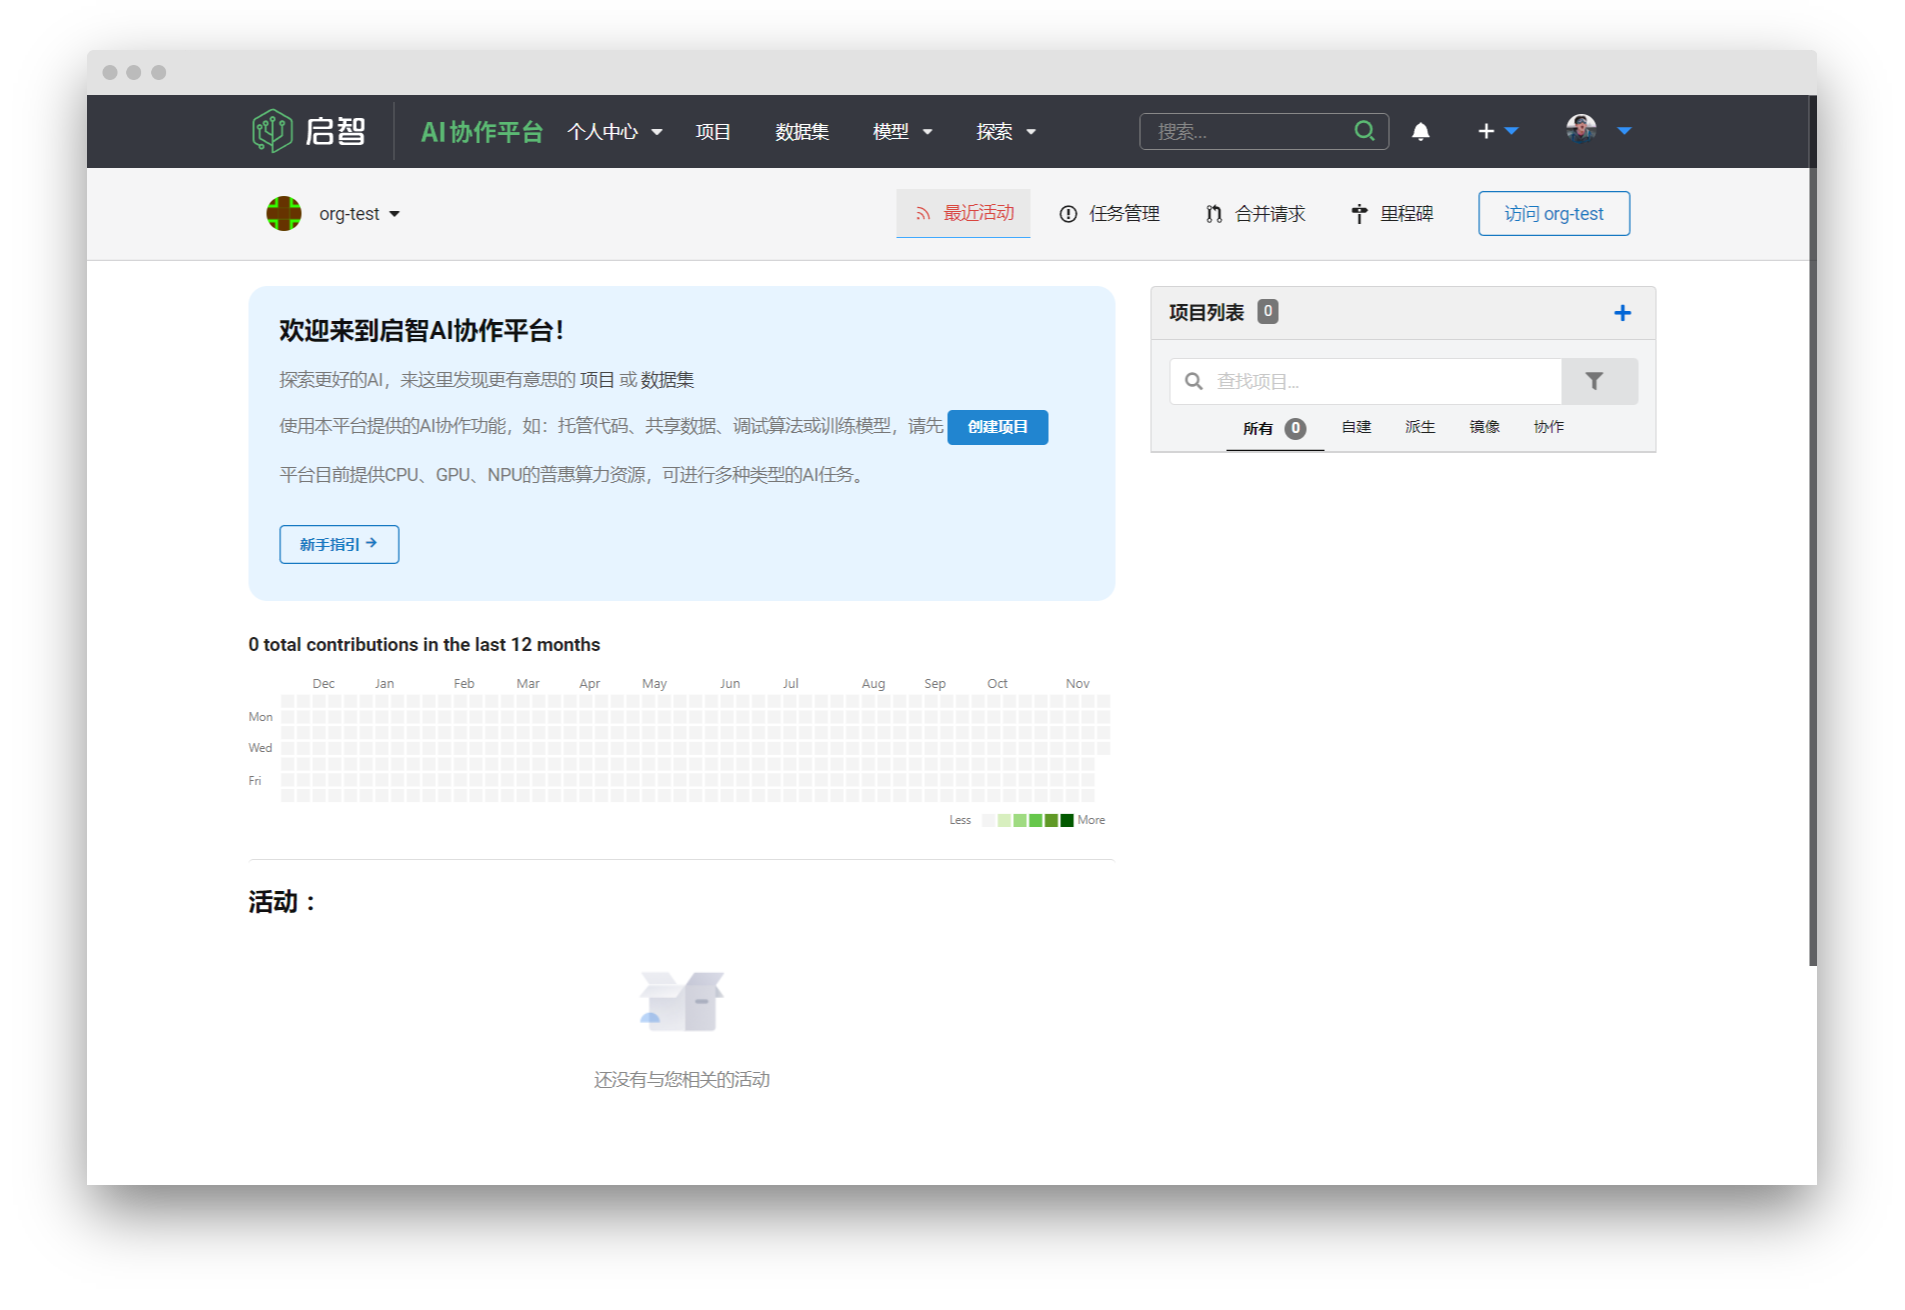 启智 AI协作平台 个人中心 项目 数据集 模型 探索 搜索...
org-test 最近活动 任务管理 合并请求 里程碑 访问 org-test
欢迎来到启智AI协作平台！
探索更好的AI，来这里发现更有意思的 项目 或 数据集
使用本平台提供的AI协作功能，如：托管代码、共享数据、调试算法或训练模型，请先 创建项目
平台目前提供CPU、GPU、NPU的普惠算力资源，可进行多种类型的AI任务。
新手指引
项目列表 0
查找项目...
所有 0 自建 派生 镜像 协作
0 total contributions in the last 12 months
Dec Jan Feb Mar Apr May Jun Jul Aug Sep Oct Nov
Mon
Wed
Fri
Less More
活动：
还没有与您相关的活动